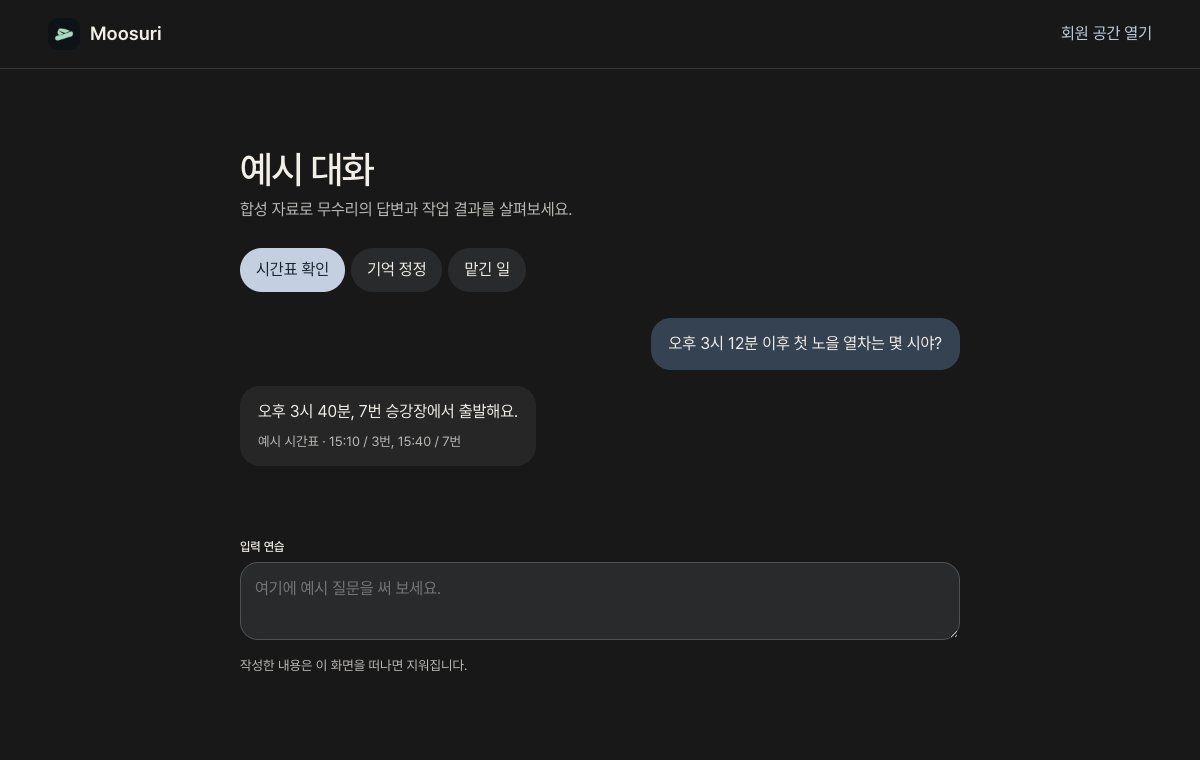 Moosuri
회원 공간 열기
예시 대화
합성 자료로 무수리의 답변과 작업 결과를 살펴보세요.
시간표 확인
기억 정정
맡긴 일
오후 3시 12분 이후 첫 노을 열차는 몇 시야?
오후 3시 40분, 7번 승강장에서 출발해요.
예시 시간표 · 15:10 / 3번, 15:40 / 7번
입력 연습
여기에 예시 질문을 써 보세요.
작성한 내용은 이 화면을 떠나면 지워집니다.